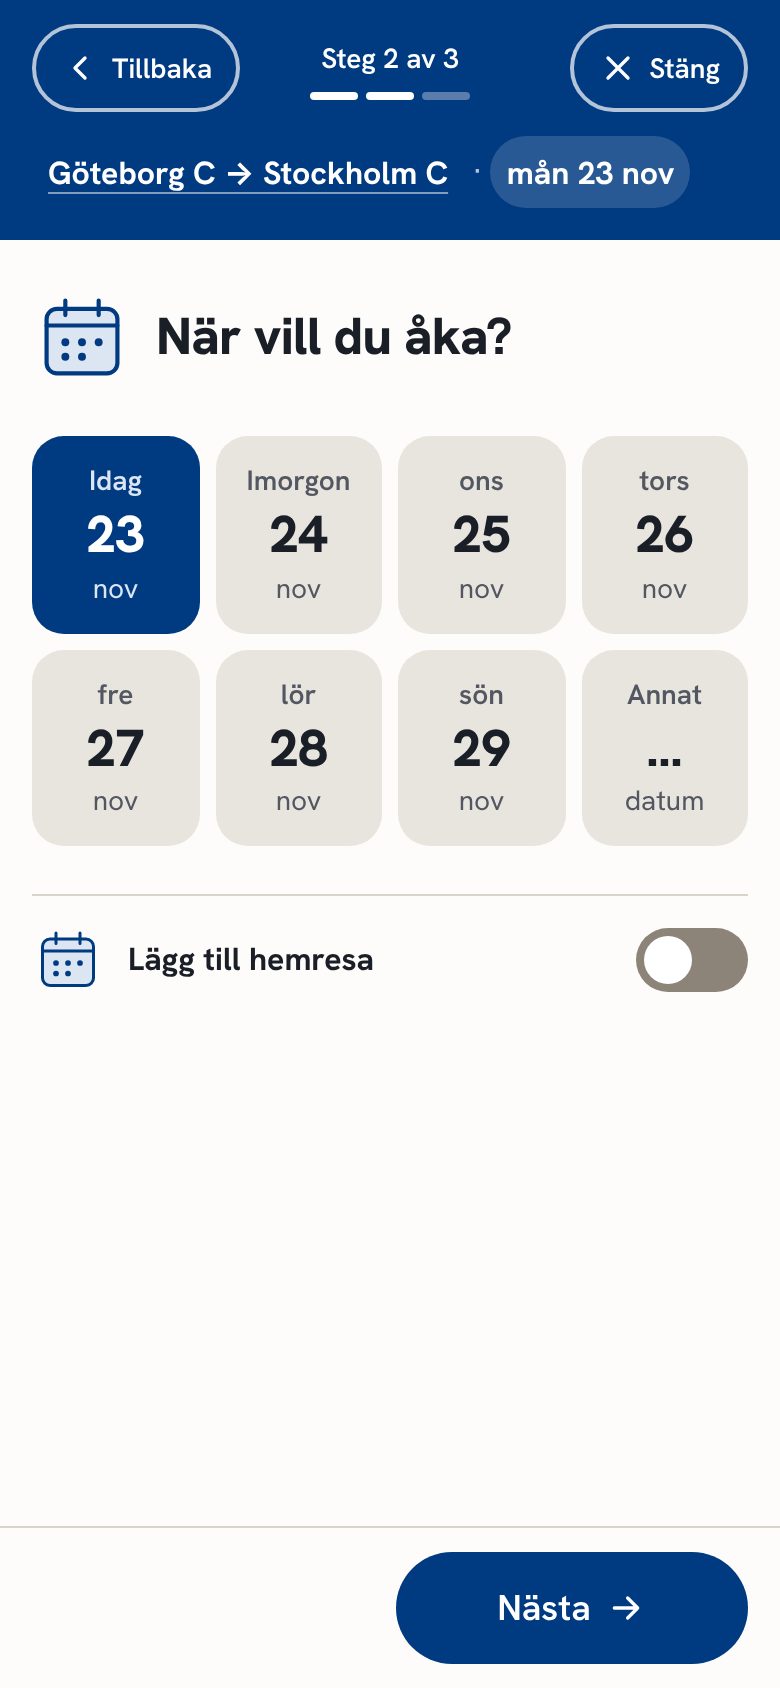 Tillbaka
Steg 2 av 3
Stäng
Göteborg C → Stockholm C · mån 23 nov
När vill du åka?
Idag
23
nov
Imorgon
24
nov
ons
25
nov
tors
26
nov
fre
27
nov
lör
28
nov
sön
29
nov
Annat
...
datum
Lägg till hemresa
Nästa →